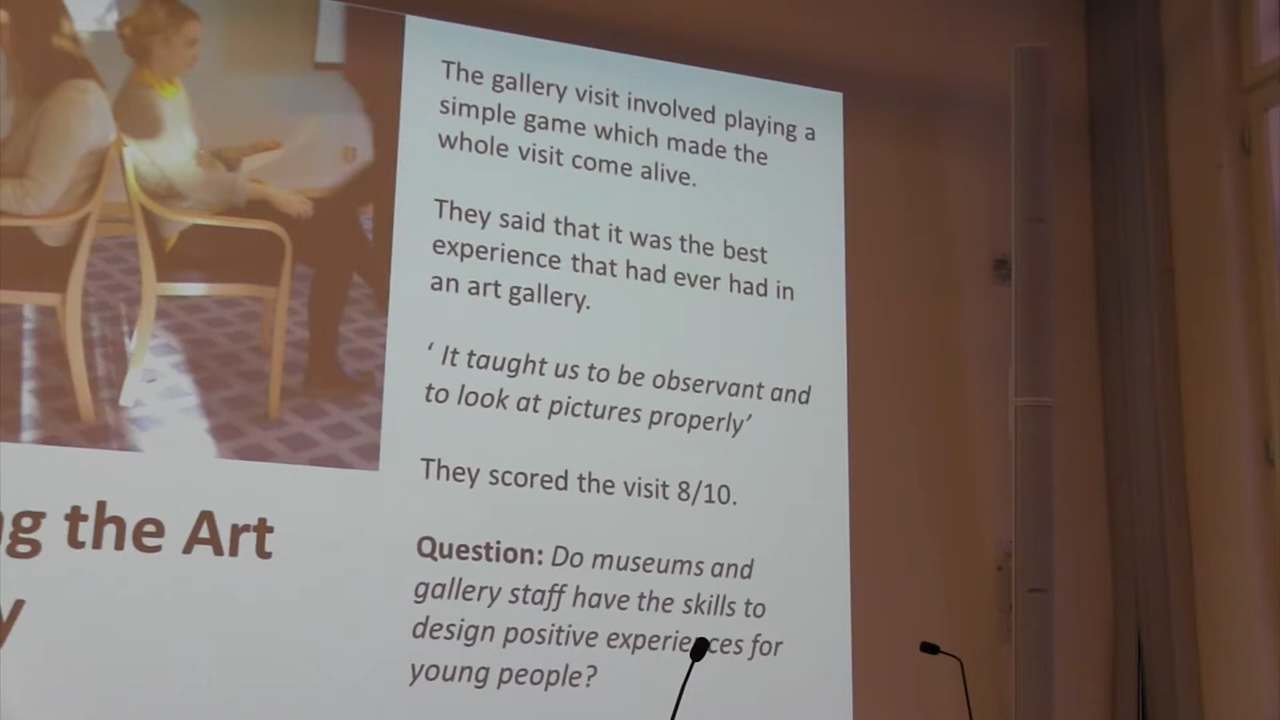 The gallery visit involved playing a
simple game which made the
whole visit come alive.
They said that it was the best
experience that had ever had in
an art gallery.
‘ It taught us to be observant and
to look at pictures properly’
They scored the visit 8/10.
Question: Do museums and
gallery staff have the skills to
design positive experiences for
young people?
the Art